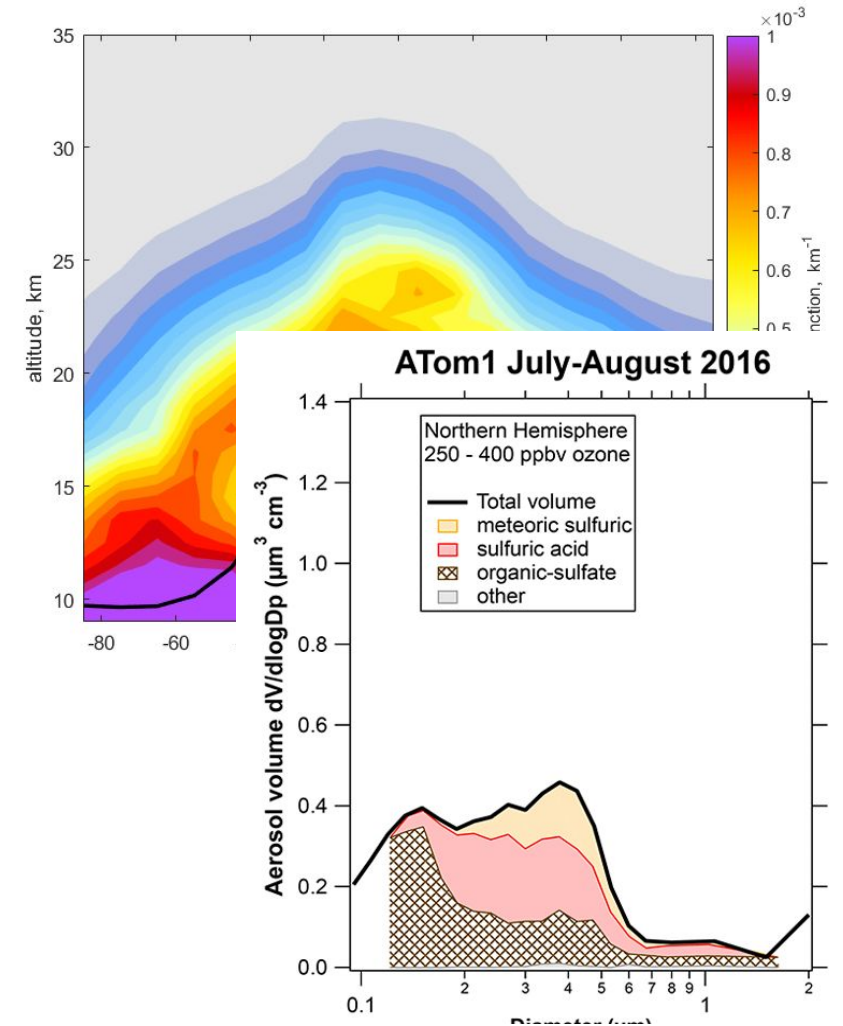 ×10⁻³
35
30
25
20
15
10
altitude, km
-80
-60
1
0.9
0.8
0.7
0.6
km⁻¹
ATom1 July-August 2016
1.4
1.2
1.0
0.8
0.6
0.4
0.2
0.0
Aerosol volume dV/dlogDp (µm³ cm⁻³)
Northern Hemisphere
250 - 400 ppbv ozone
Total volume
meteoric sulfuric
sulfuric acid
organic-sulfate
other
2 3 4 5 6 7 8 9 2
0.1 1
Diameter (µm)